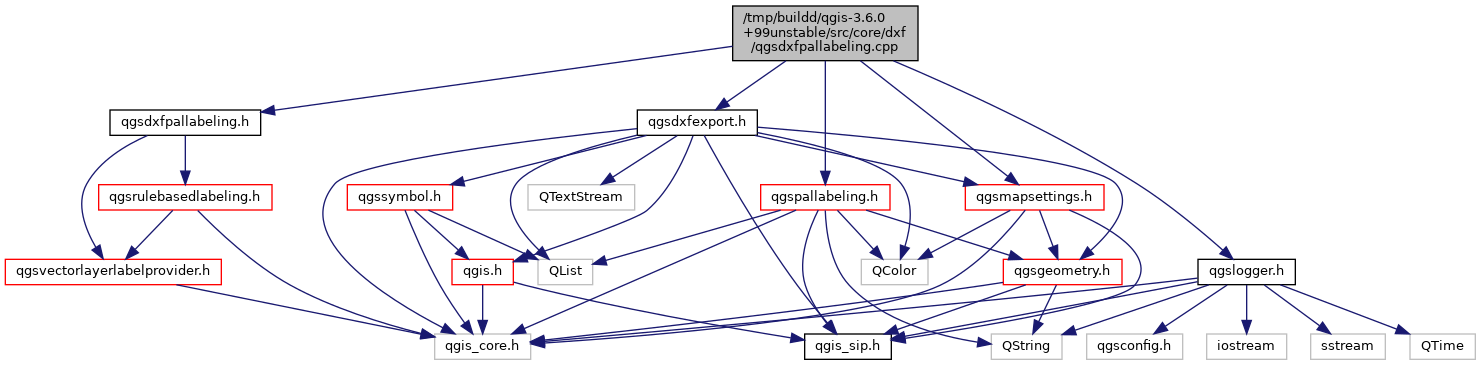 /tmp/buildd/qgis-3.6.0
+99unstable/src/core/dxf
/qgsdxfpallabeling.cpp
qgsdxfpallabeling.h
qgsdxfexport.h
qgsrulebasedlabeling.h
qgssymbol.h
QTextStream
qgspallabeling.h
qgsmapsettings.h
qgsvectorlayerlabelprovider.h
qgis.h
QList
QColor
qgsgeometry.h
qgslogger.h
qgis_core.h
qgis_sip.h
QString
qgsconfig.h
iostream
sstream
QTime